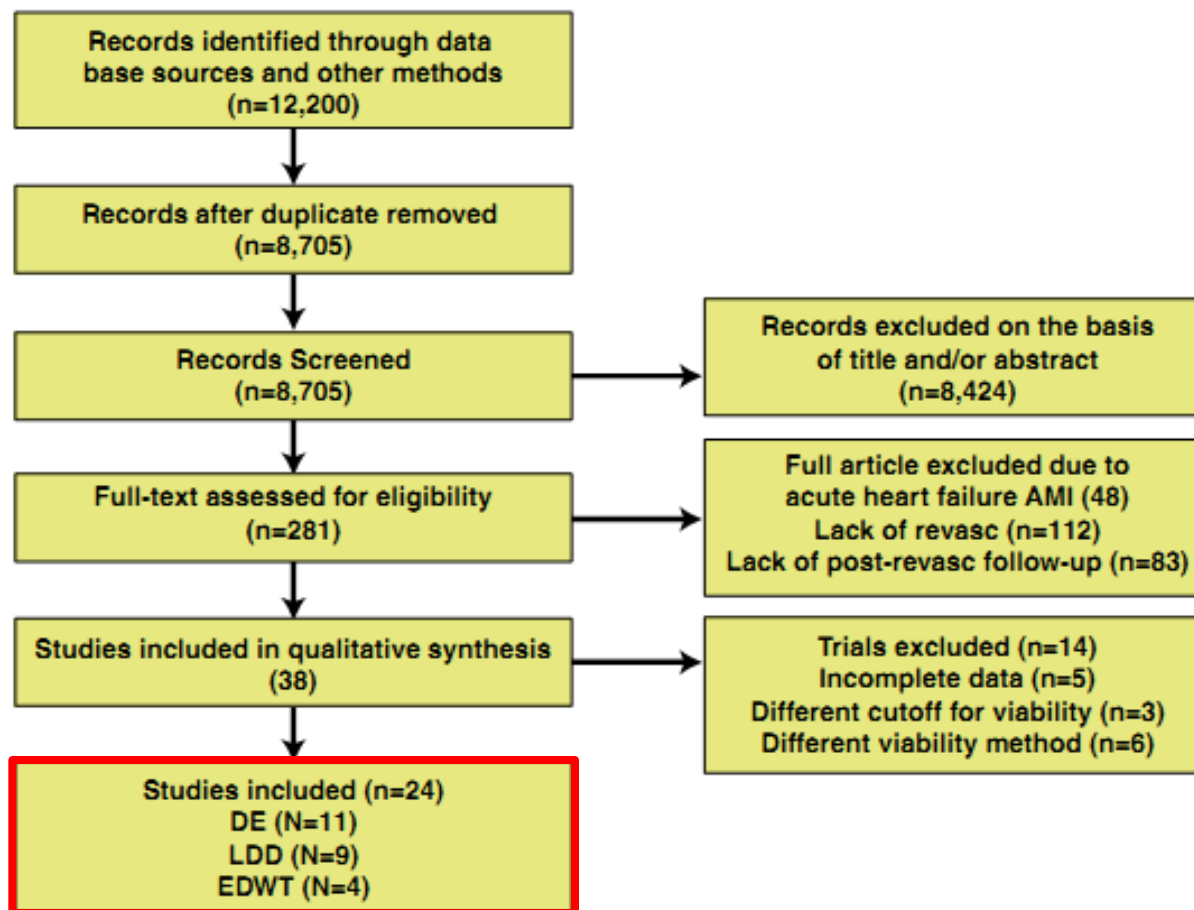 Records identified through data
base sources and other methods
(n=12,200)
Records after duplicate removed
(n=8,705)
Records Screened
(n=8,705)
Records excluded on the basis
of title and/or abstract
(n=8,424)
Full-text assessed for eligibility
(n=281)
Full article excluded due to
acute heart failure AMI (48)
Lack of revasc (n=112)
Lack of post-revasc follow-up (n=83)
Studies included in qualitative synthesis
(38)
Trials excluded (n=14)
Incomplete data (n=5)
Different cutoff for viability (n=3)
Different viability method (n=6)
Studies included (n=24)
DE (N=11)
LDD (N=9)
EDWT (N=4)